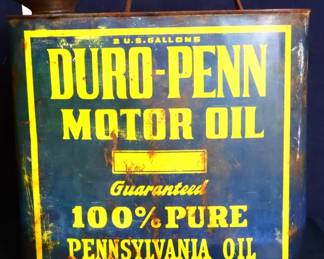 2 U.S. GALLONS
DURO-PENN
MOTOR OIL
Guaranteed
100% PURE
PENNSYLVANIA OIL